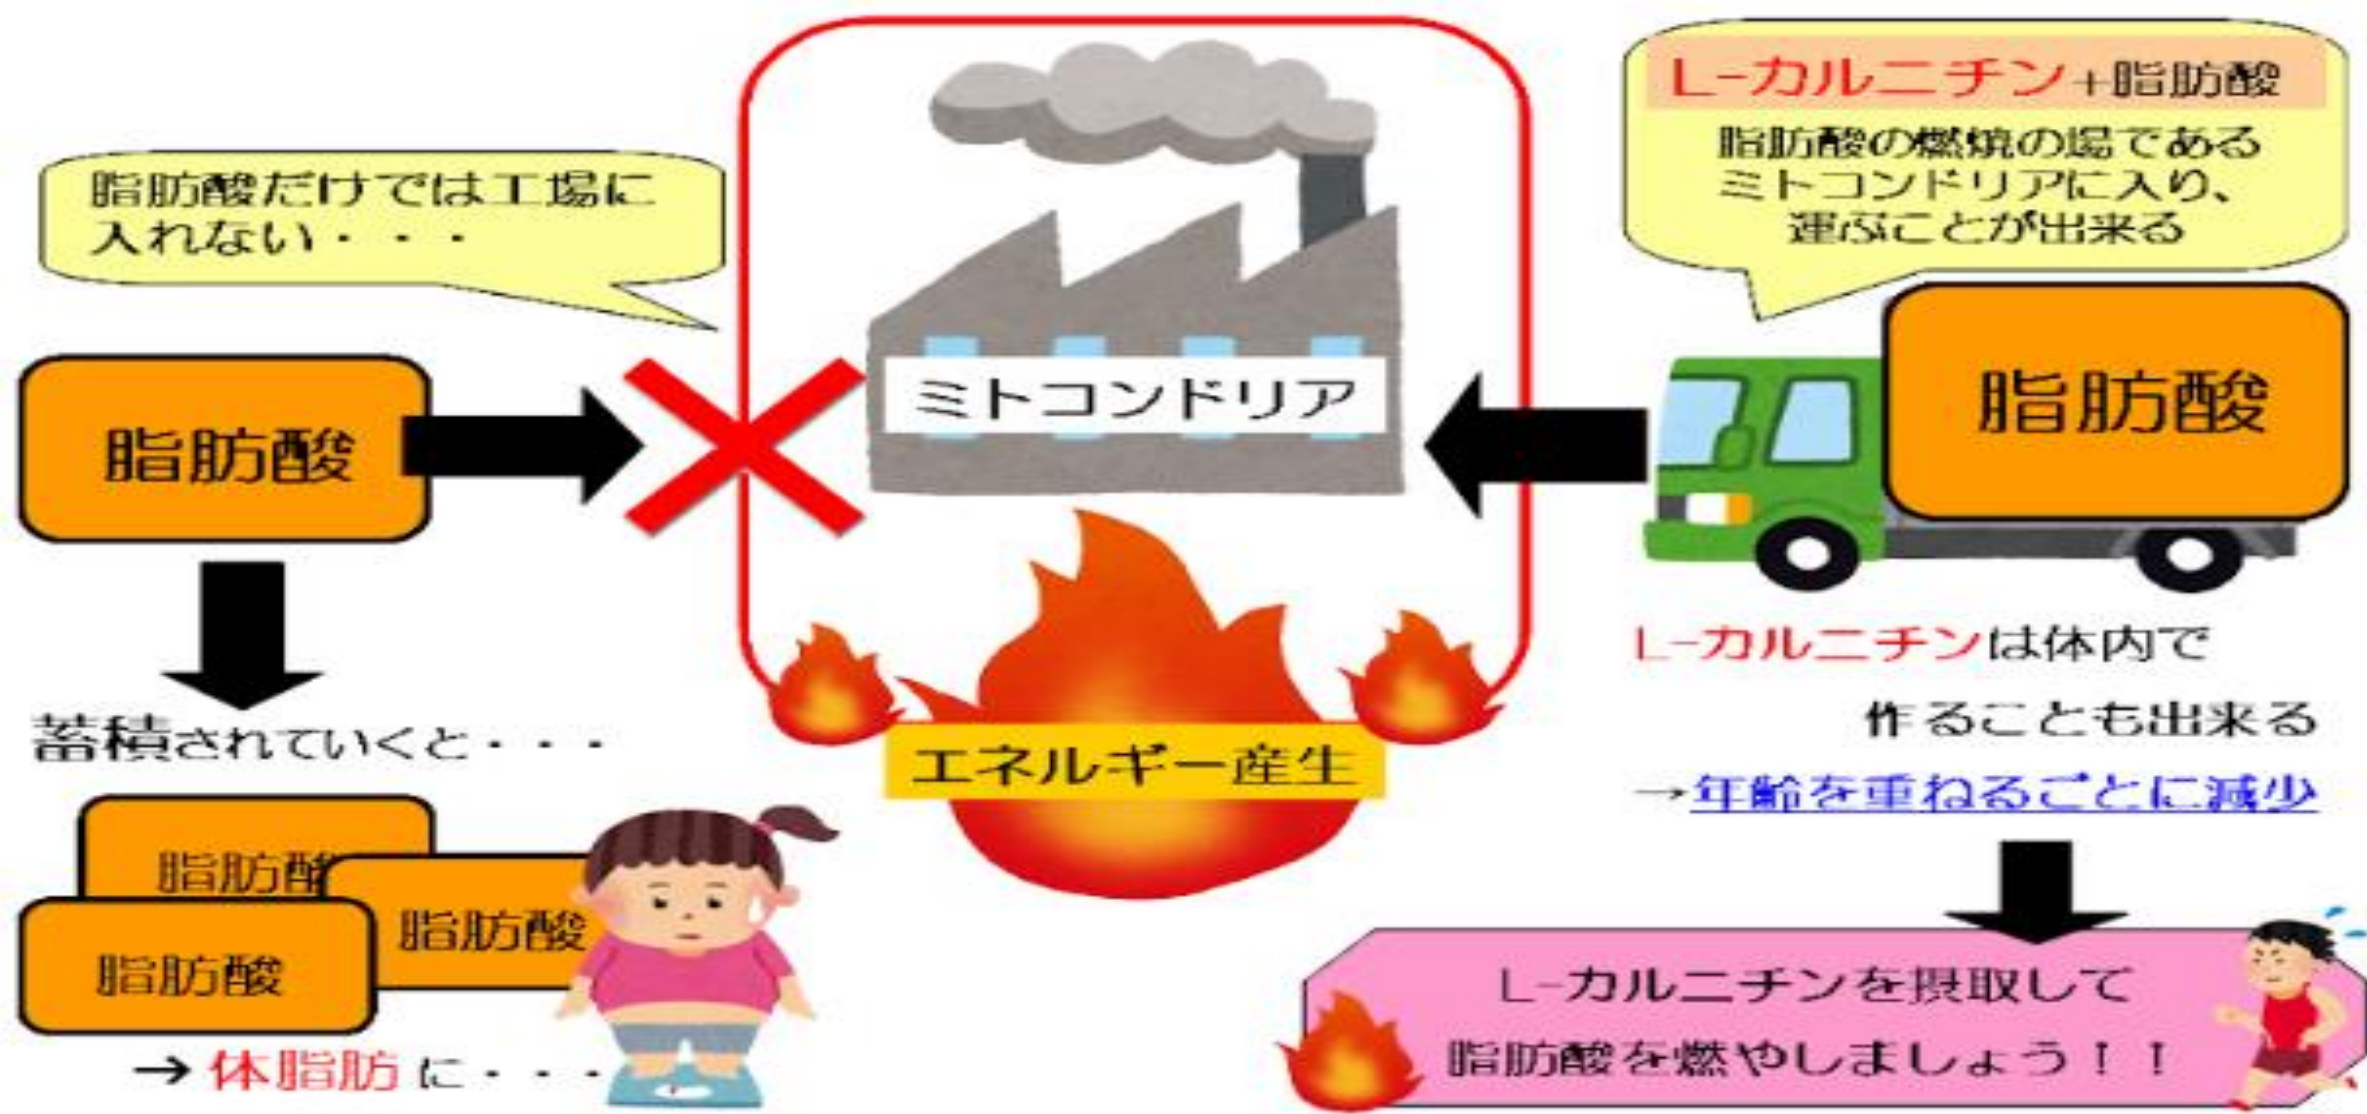 脂肪酸だけでは工場に
入れない・・・
脂肪酸
蓄積されていくと・・・
脂肪酸
脂肪酸
脂肪酸
→体脂肪に・・・
ミトコンドリア
エネルギー産生
L-カルニチン+脂肪酸
脂肪酸の燃焼の場である
ミトコンドリアに入り、
運ぶことが出来る
脂肪酸
L-カルニチンは体内で
作ることも出来る
→年齢を重ねるごとに減少
L-カルニチンを摂取して
脂肪酸を燃やしましょう！！